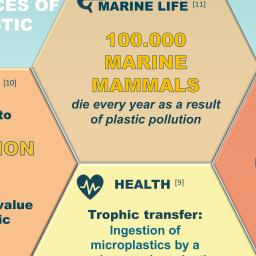 CES OF
STIC
MARINE LIFE [11]
100.000
MARINE
MAMMALS
die every year as a result
of plastic pollution
[10]
to
ION
value
ic
HEALTH [9]
Trophic transfer:
Ingestion of
microplastics by a